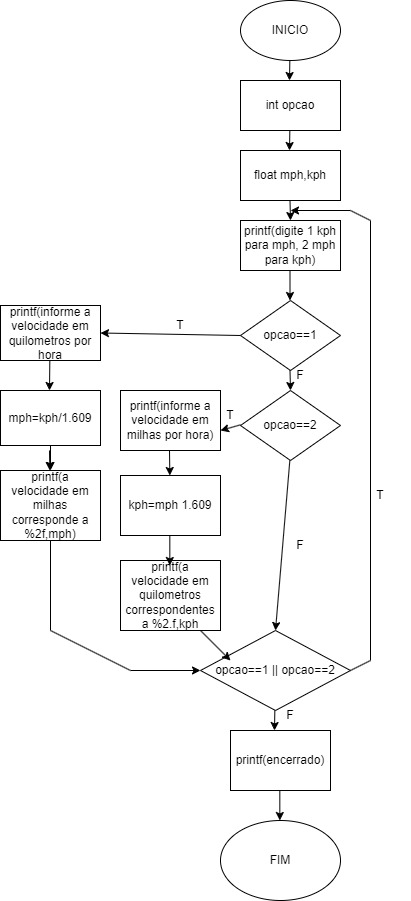 INICIO
int opcao
float mph,kph
printf(digite 1 kph
para mph, 2 mph
para kph)
opcao==1
T
F
printf(informe a
velocidade em
quilometros por
hora
mph=kph/1.609
printf(a
velocidade em
milhas
corresponde a
%2f,mph)
opcao==2
T
F
printf(informe a
velocidade em
milhas por hora)
kph=mph 1.609
printf(a
velocidade em
quilometros
correspondentes
a %2.f,kph
opcao==1 || opcao==2
T
F
printf(encerrado)
FIM